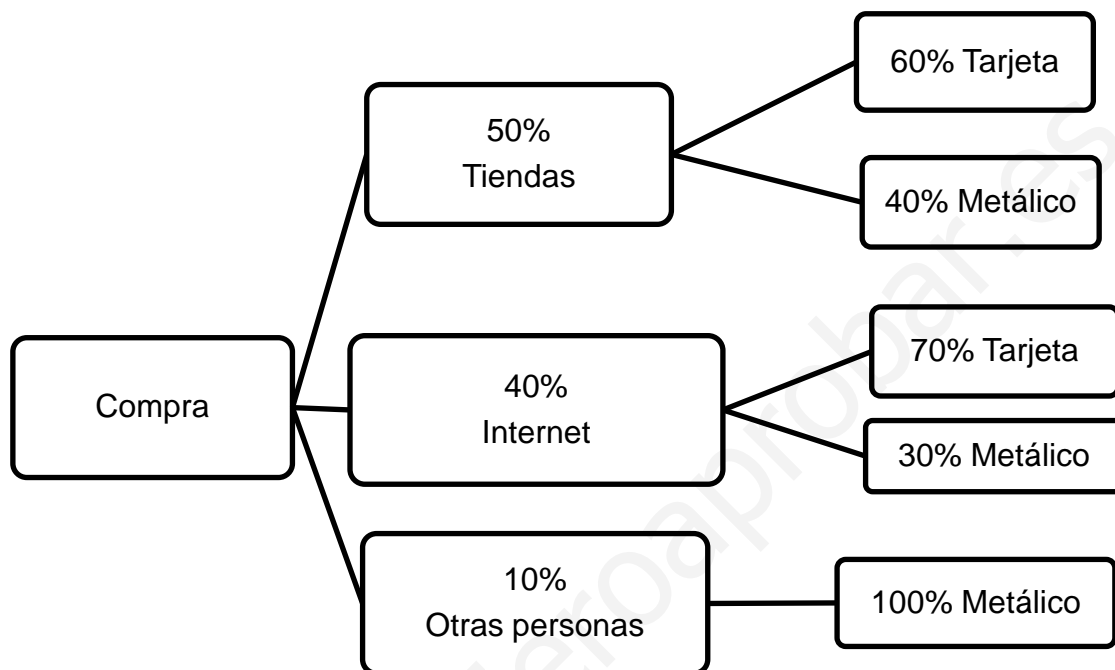 60% Tarjeta
50%
Tiendas
40% Metálico
70% Tarjeta
Compra
40%
Internet
30% Metálico
10%
Otras personas
100% Metálico